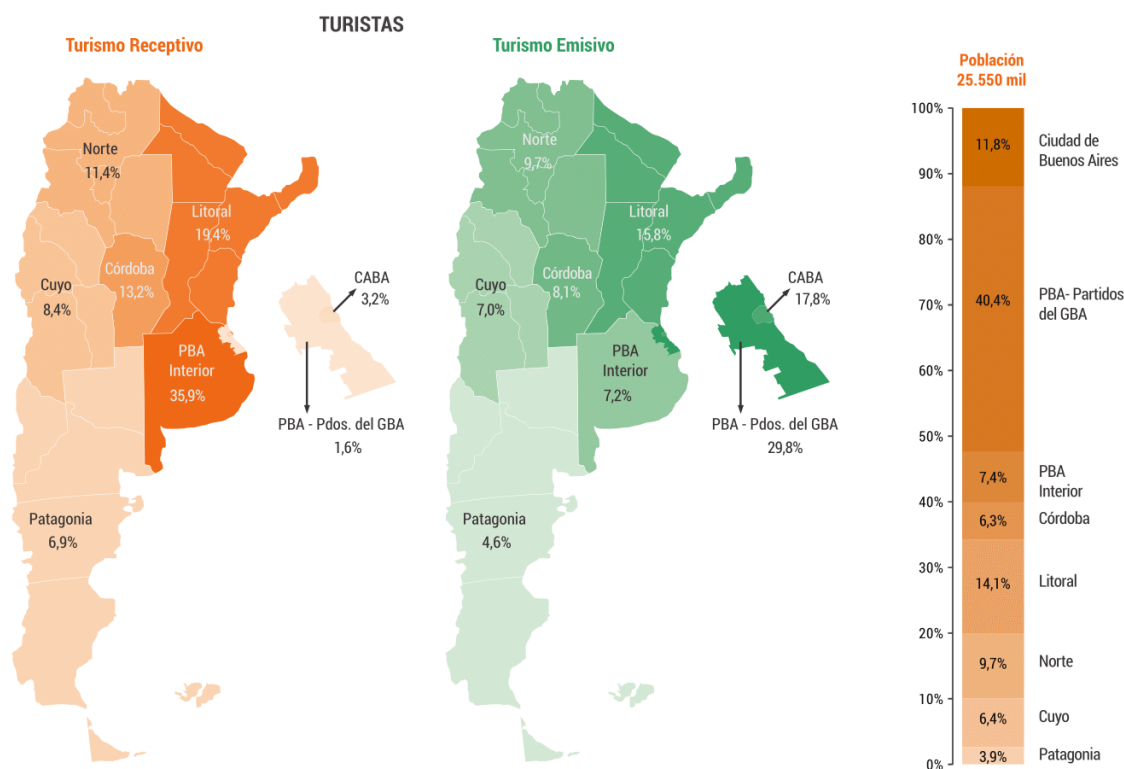 TURISTAS
Turismo Receptivo
Norte
11,4%
Litoral
19,4%
Córdoba
13,2%
Cuyo
8,4%
CABA
3,2%
PBA
Interior
35,9%
PBA - Pdos. del GBA
1,6%
Patagonia
6,9%
Turismo Emisivo
Norte
9,7%
Litoral
15,8%
Córdoba
8,1%
Cuyo
7,0%
CABA
17,8%
PBA
Interior
7,2%
PBA - Pdos. del GBA
29,8%
Patagonia
4,6%
Población
25.550 mil
100%
90%
80%
70%
60%
50%
40%
30%
20%
10%
0%
11,8%
Ciudad de
Buenos Aires
40,4%
PBA- Partidos
del GBA
7,4%
PBA
Interior
6,3%
Córdoba
14,1%
Litoral
9,7%
Norte
6,4%
Cuyo
3,9%
Patagonia